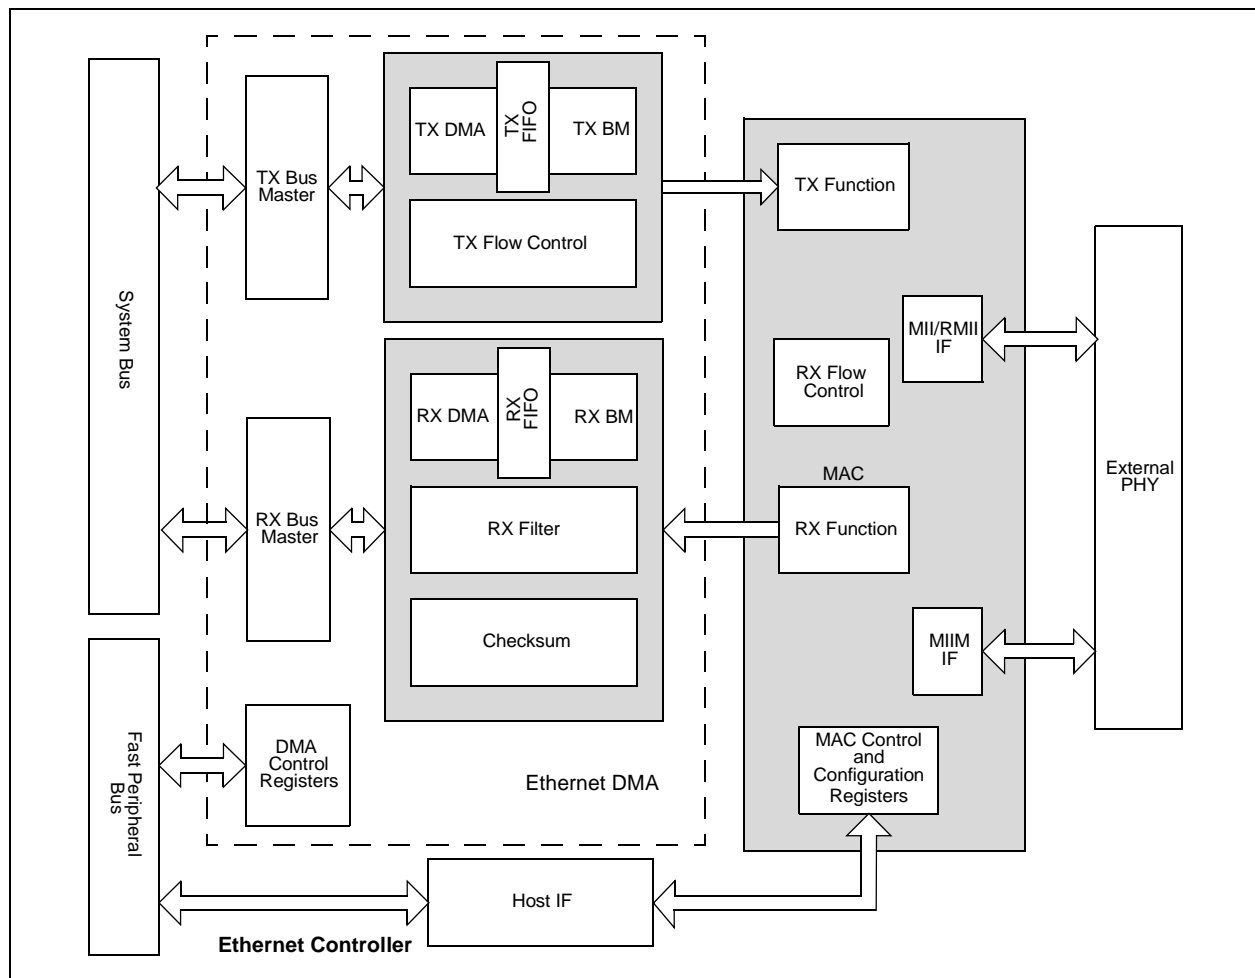 System Bus
Fast Peripheral
Bus
TX Bus
Master
TX DMA
TX
FIFO
TX BM
TX Flow Control
RX Bus
Master
RX DMA
RX
FIFO
RX BM
RX Filter
Checksum
DMA
Control
Registers
Ethernet DMA
TX Function
MII/RMII
IF
RX Flow
Control
MAC
RX Function
MIIM
IF
MAC Control
and
Configuration
Registers
External
PHY
Host IF
Ethernet Controller